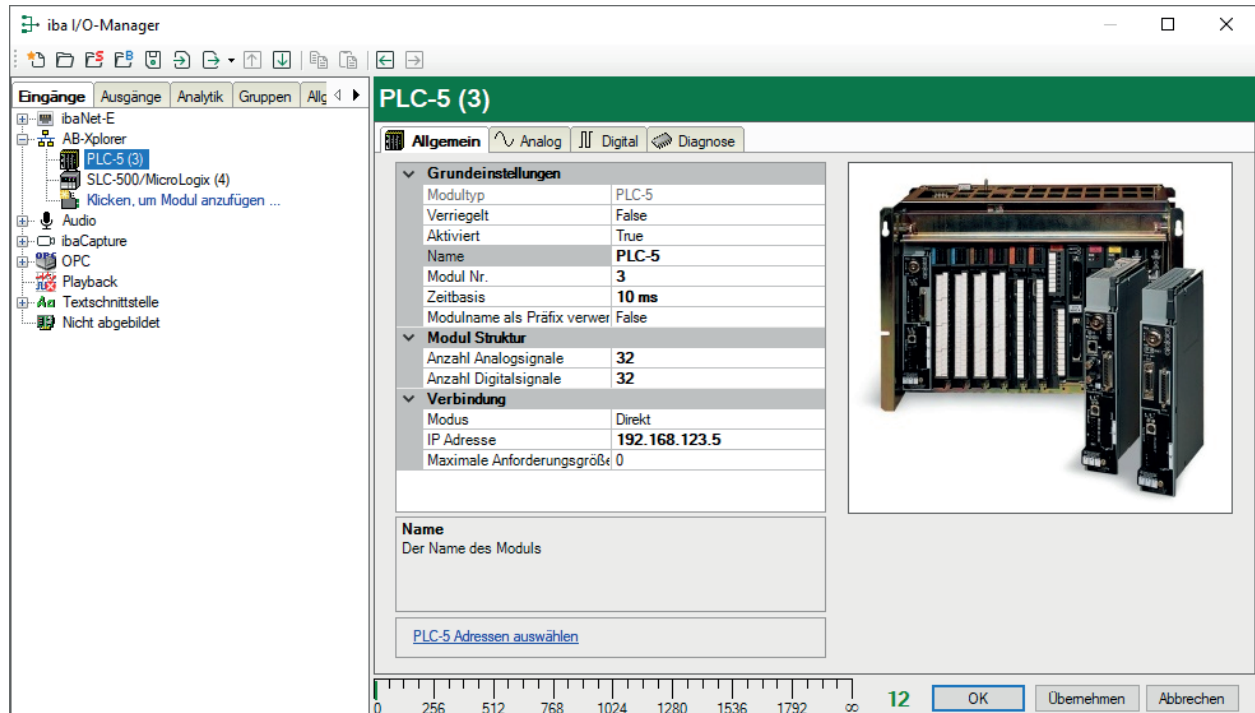 iba I/O-Manager
Eingänge Ausgänge Analytik Gruppen Allg
ibaNet-E
AB-Xplorer
PLC-5 (3)
SLC-500/MicroLogix (4)
Klicken, um Modul anzufügen ...
Audio
ibaCapture
OPC
Playback
Textschnittstelle
Nicht abgebildet
PLC-5 (3)
Allgemein Analog Digital Diagnose
Grundeinstellungen
Modultyp PLC-5
Verriegelt False
Aktiviert True
Name PLC-5
Modul Nr. 3
Zeitbasis 10 ms
Modulname als Präfix verwer False
Modul Struktur
Anzahl Analogsignale 32
Anzahl Digitalsignale 32
Verbindung
Modus Direkt
IP Adresse 192.168.123.5
Maximale Anforderungsgröße 0
Name
Der Name des Moduls
PLC-5 Adressen auswählen
0 256 512 768 1024 1280 1536 1792 ∞ 12 OK Übernehmen Abbrechen